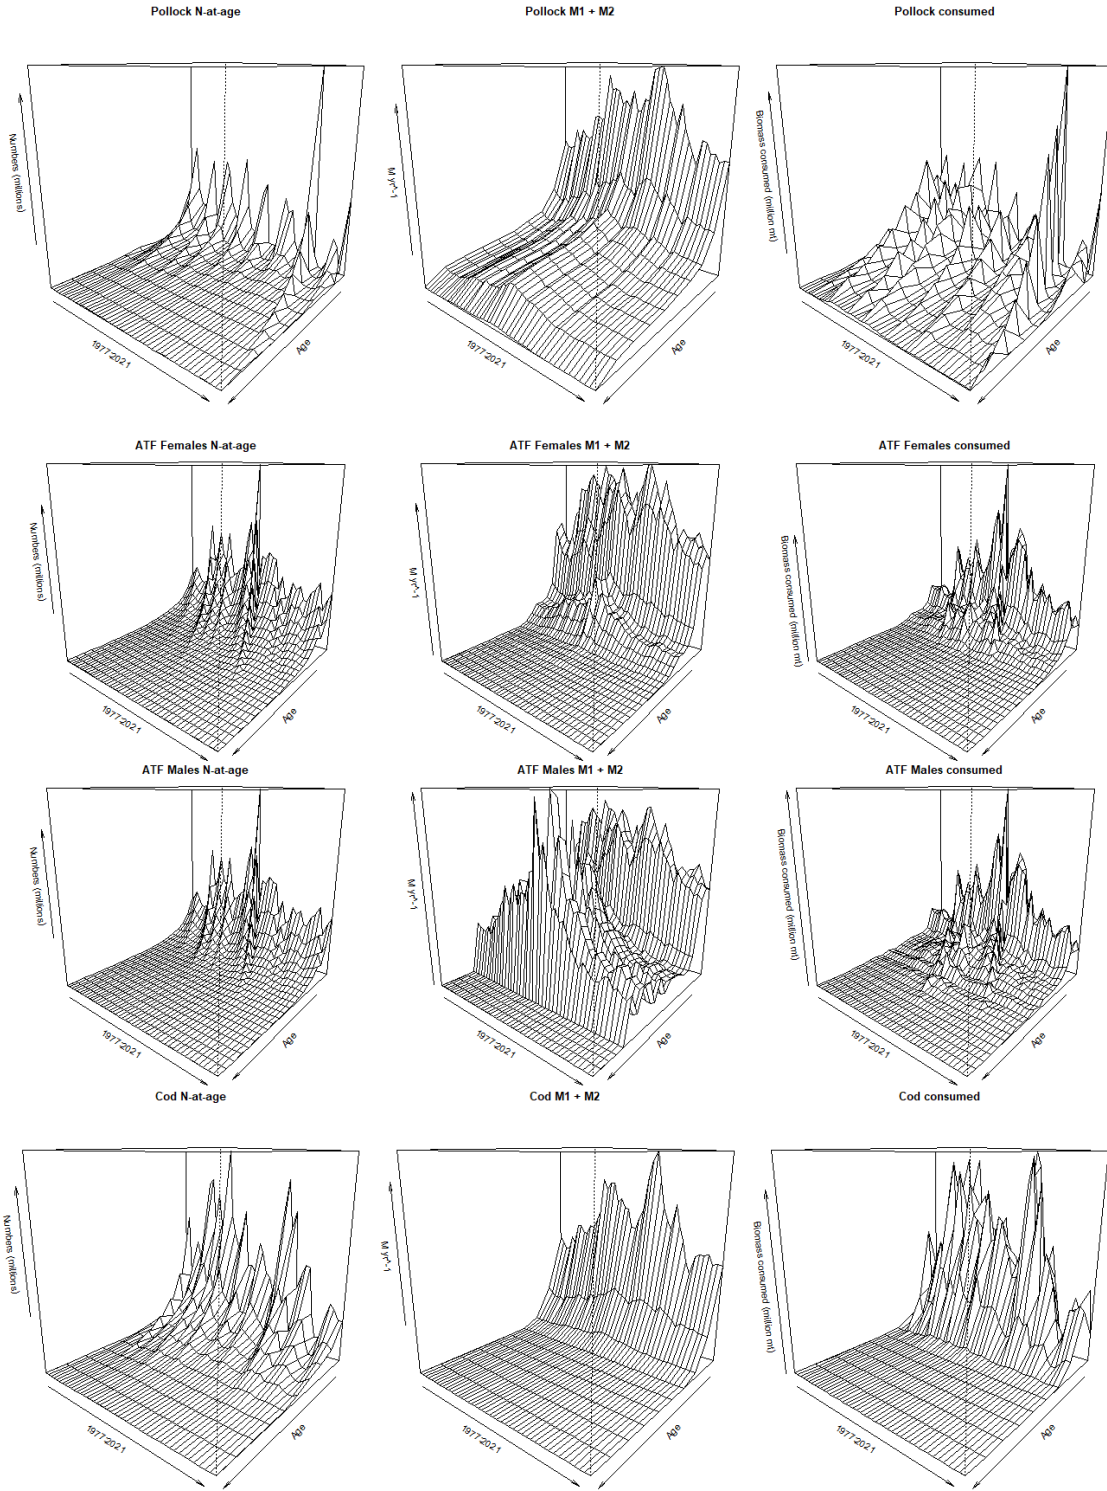 Pollock N-at-age
Pollock M1 + M2
Pollock consumed
Numbers (millions)
1977:2021
Age
M yr^-1
1977:2021
Age
Biomass consumed (million mt)
1977:2021
Age
ATF Females N-at-age
ATF Females M1 + M2
ATF Females consumed
Numbers (millions)
1977:2021
Age
M yr^-1
1977:2021
Age
Biomass consumed (million mt)
1977:2021
Age
ATF Males N-at-age
ATF Males M1 + M2
ATF Males consumed
Numbers (millions)
1977:2021
Age
M yr^-1
1977:2021
Age
Biomass consumed (million mt)
1977:2021
Age
Cod N-at-age
Cod M1 + M2
Cod consumed
Numbers (millions)
1977:2021
Age
M yr^-1
1977:2021
Age
Biomass consumed (million mt)
1977:2021
Age